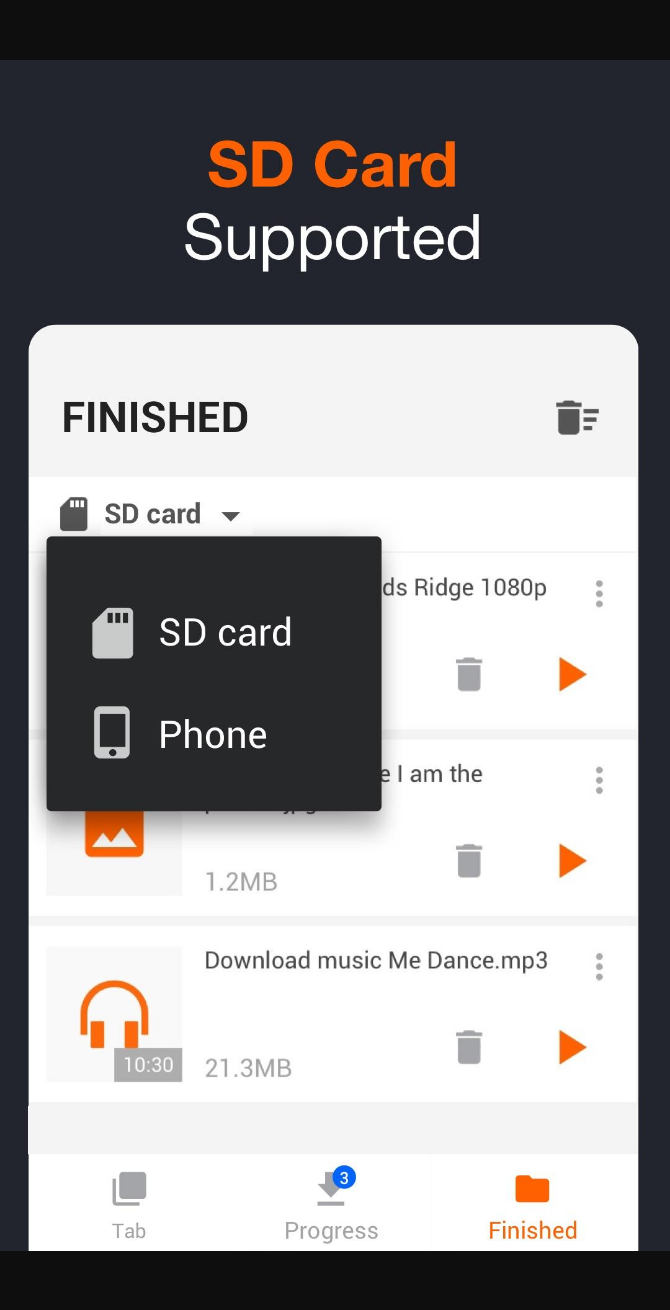 SD Card
Supported
FINISHED
SD card
SD card
Phone
Ridge 1080p
I am the
1.2MB
Download music Me Dance.mp3
10:30
21.3MB
3
Tab
Progress
Finished